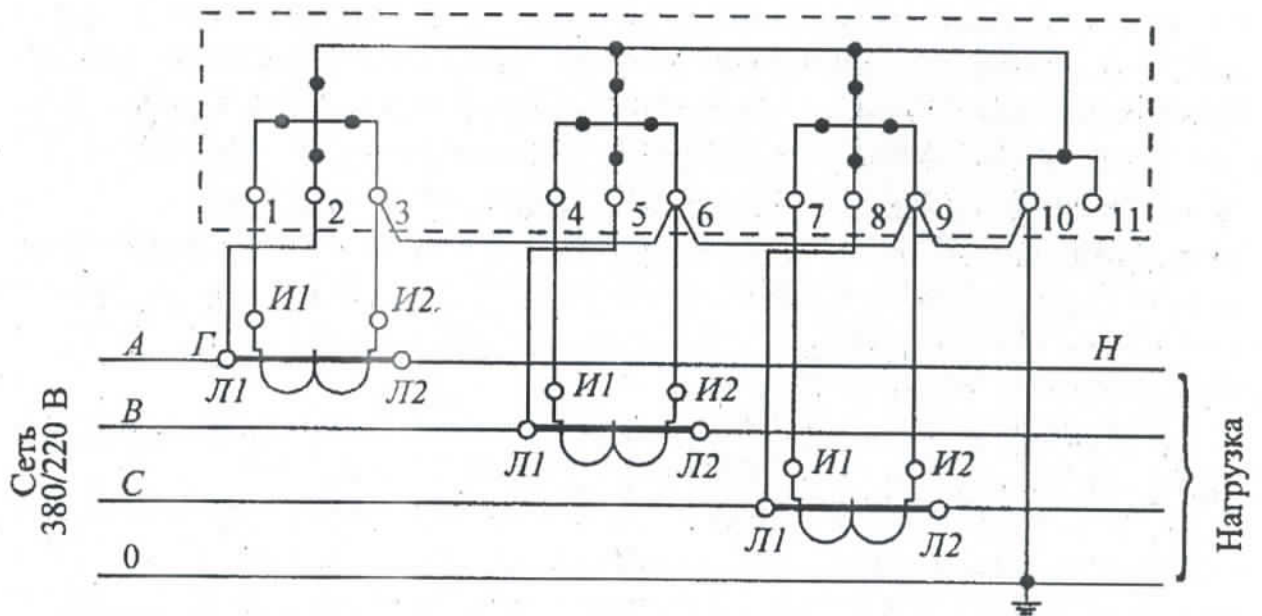 1 2 3 4 5 6 7 8 9 10 11
И1 И2
А Г Н
Л1 Л2
И1 И2
В
Л1 Л2
И1 И2
С
Л1 Л2
0
Сеть
380/220 В
Нагрузка